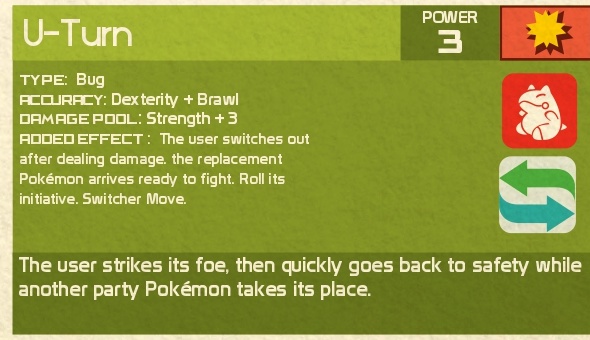 U-Turn
POWER
3
TYPE: Bug
ACCURACY: Dexterity + Brawl
DAMAGE POOL: Strength + 3
ADDED EFFECT : The user switches out
after dealing damage. the replacement
Pokémon arrives ready to fight. Roll its
initiative. Switcher Move.
The user strikes its foe, then quickly goes back to safety while
another party Pokémon takes its place.